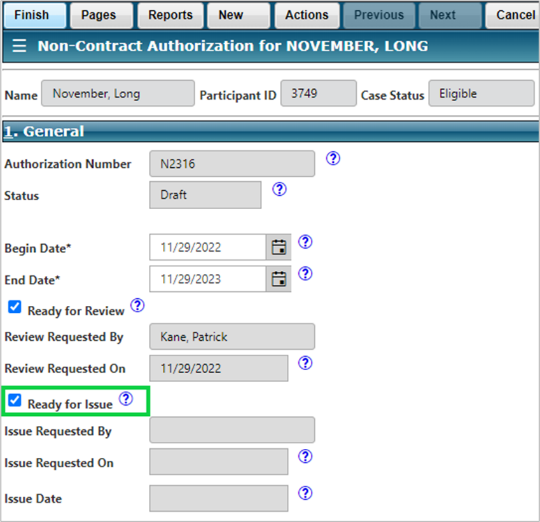 Finish Pages Reports New Actions Previous Next Cancel
☰ Non-Contract Authorization for NOVEMBER, LONG
Name November, Long Participant ID 3749 Case Status Eligible
1. General
Authorization Number N2316 ?
Status Draft ?
Begin Date* 11/29/2022 ?
End Date* 11/29/2023 ?
Ready for Review ?
Review Requested By Kane, Patrick
Review Requested On 11/29/2022 ?
Ready for Issue ?
Issue Requested By
Issue Requested On ?
Issue Date ?